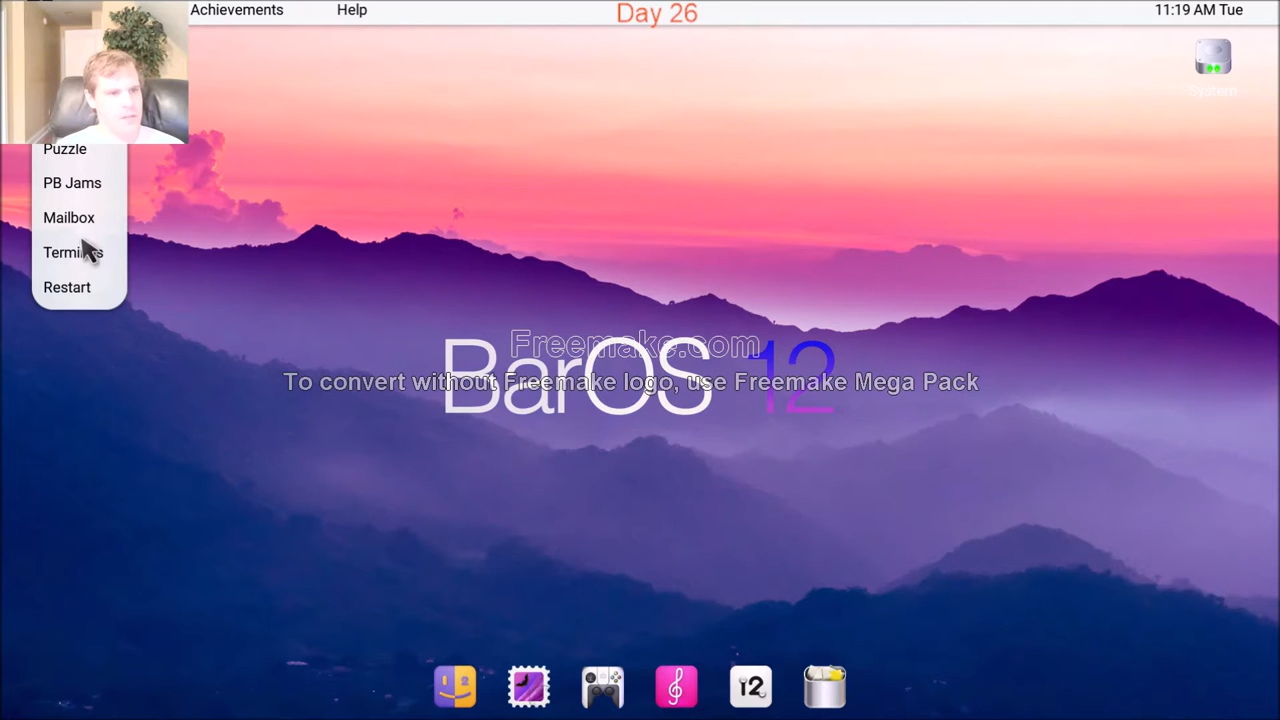 Achievements
Help
Day 26
11:19 AM Tue
System
Puzzle
PB Jams
Mailbox
Restart
Freemake.com
BarOS 12
To convert without Freemake logo, use Freemake Mega Pack
12